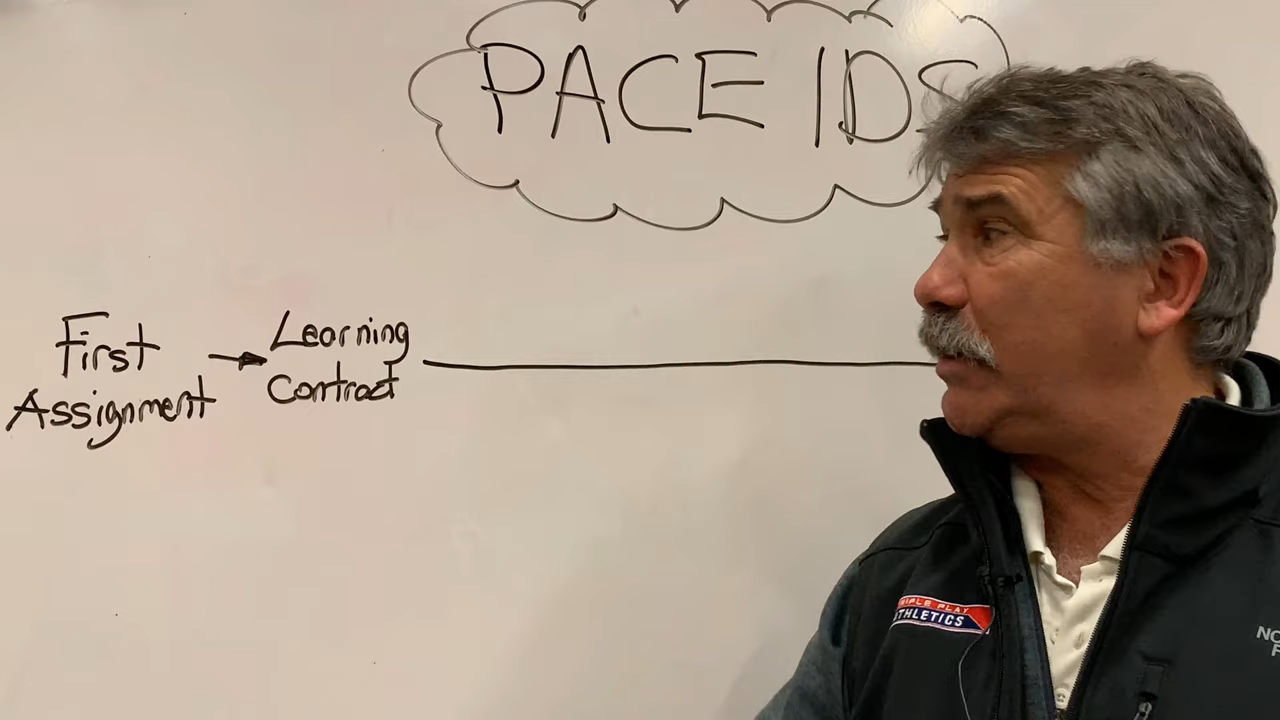 PACE IDS
First
Assignment
Learning
Contract
ATHLETICS